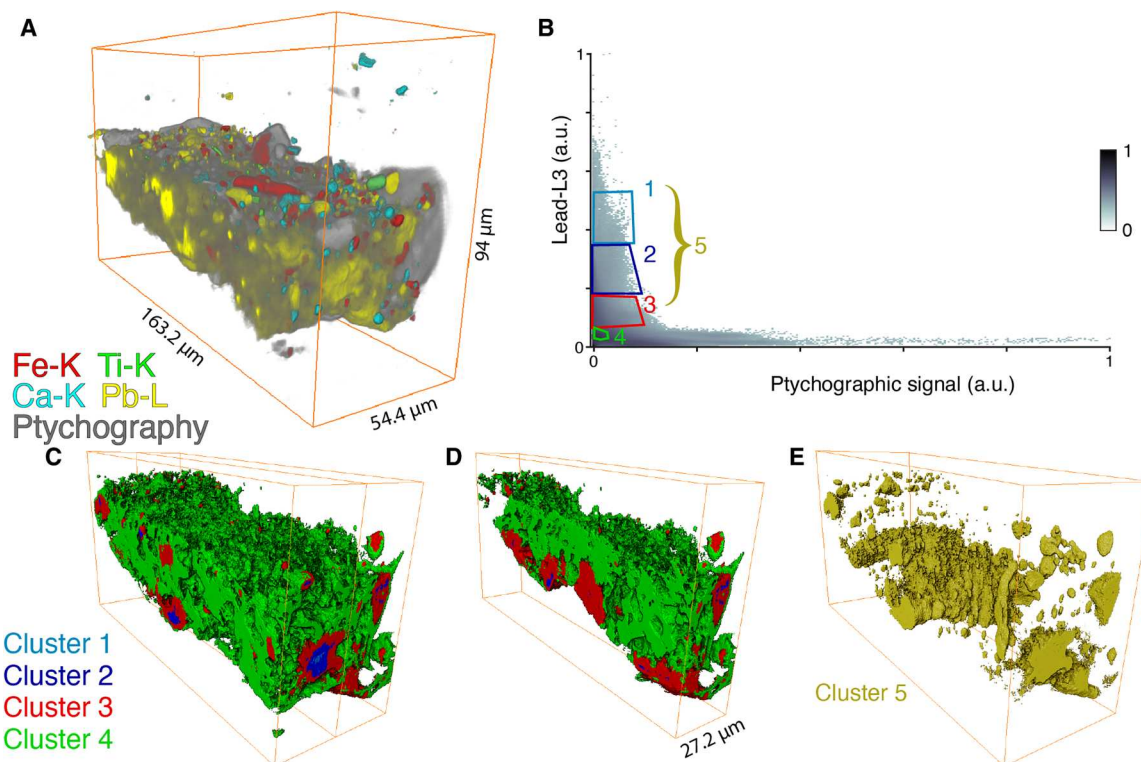 A
163.2 µm
54.4 µm
94 µm
Fe-K Ti-K
Ca-K Pb-L
Ptychography
B
Lead-L3 (a.u.)
1
0
0
1
Ptychographic signal (a.u.)
1
2
3
4
5
1
0
C
Cluster 1
Cluster 2
Cluster 3
Cluster 4
D
27.2 µm
E
Cluster 5